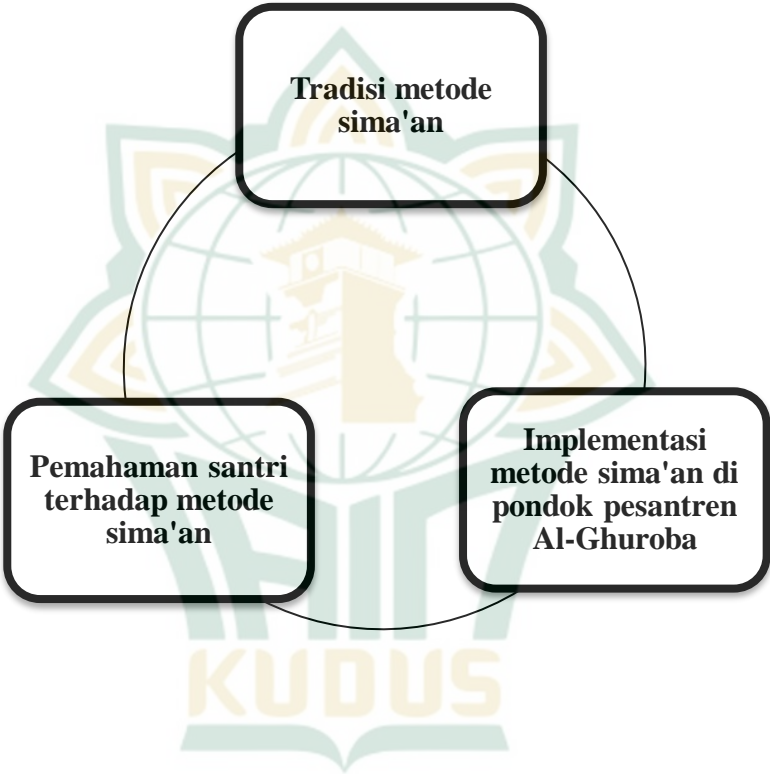 Tradisi metode
sima'an
Pemahaman santri
terhadap metode
sima'an
Implementasi
metode sima'an di
pondok pesantren
Al-Ghuroba
IAIN
KUDUS